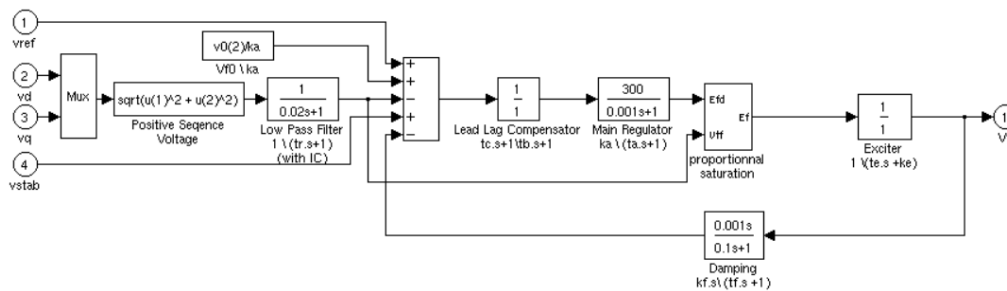 1
vref
v0(2)/ka
Vf0 \ ka
2
vd
3
vq
Mux
sqrt(u(1)^2 + u(2)^2)
Positive Seqence
Voltage
1
0.02s+1
Low Pass Filter
1 \ (tr.s+1)
(with IC)
4
vstab
+
+
−
+
−
1
1
Lead Lag Compensator
tc.s+1\tb.s+1
300
0.001s+1
Main Regulator
ka \ (ta.s+1)
Efd
Ef
Vtf
proportionnal
saturation
1
1
Exciter
1 \(te.s +ke)
1
0.001s
0.1s+1
Damping
kf.s\ (tf.s +1)